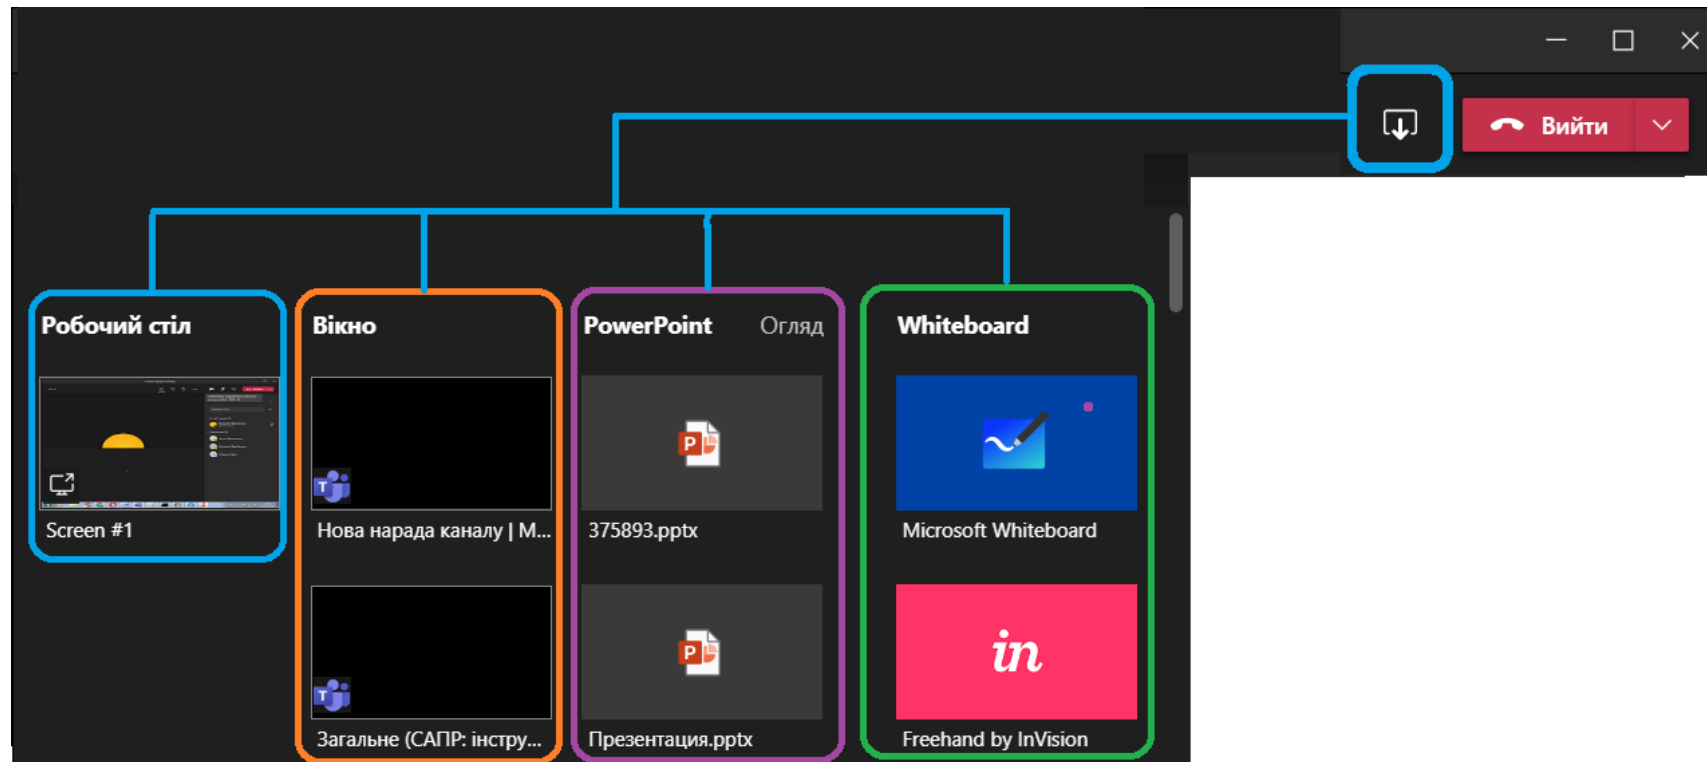 Вийти
Робочий стіл
Вікно
PowerPoint Огляд
Whiteboard
Screen #1
Нова нарада каналу | М...
375893.pptx
Microsoft Whiteboard
in
Загальне (САПР: інстру...
Презентация.pptx
Freehand by InVision